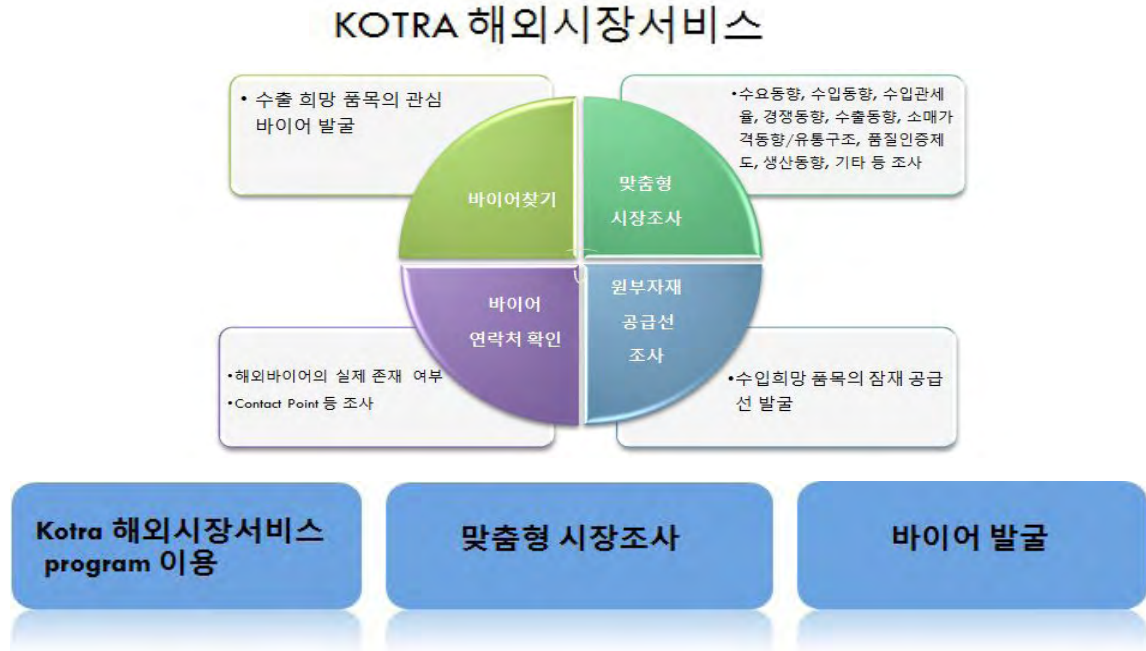 KOTRA 해외시장서비스
• 수출 희망 품목의 관심
바이어 발굴
•수요동향, 수입동향, 수입관세
율, 경쟁동향, 수출동향, 소매가
격동향/유통구조, 품질인증제
도, 생산동향, 기타 등 조사
바이어찾기
맞춤형
시장조사
바이어
연락처 확인
원부자재
공급선
조사
•해외바이어의 실제 존재 여부
•Contact Point 등 조사
•수입희망 품목의 잠재 공급
선 발굴
Kotra 해외시장서비스
program 이용
맞춤형 시장조사
바이어 발굴